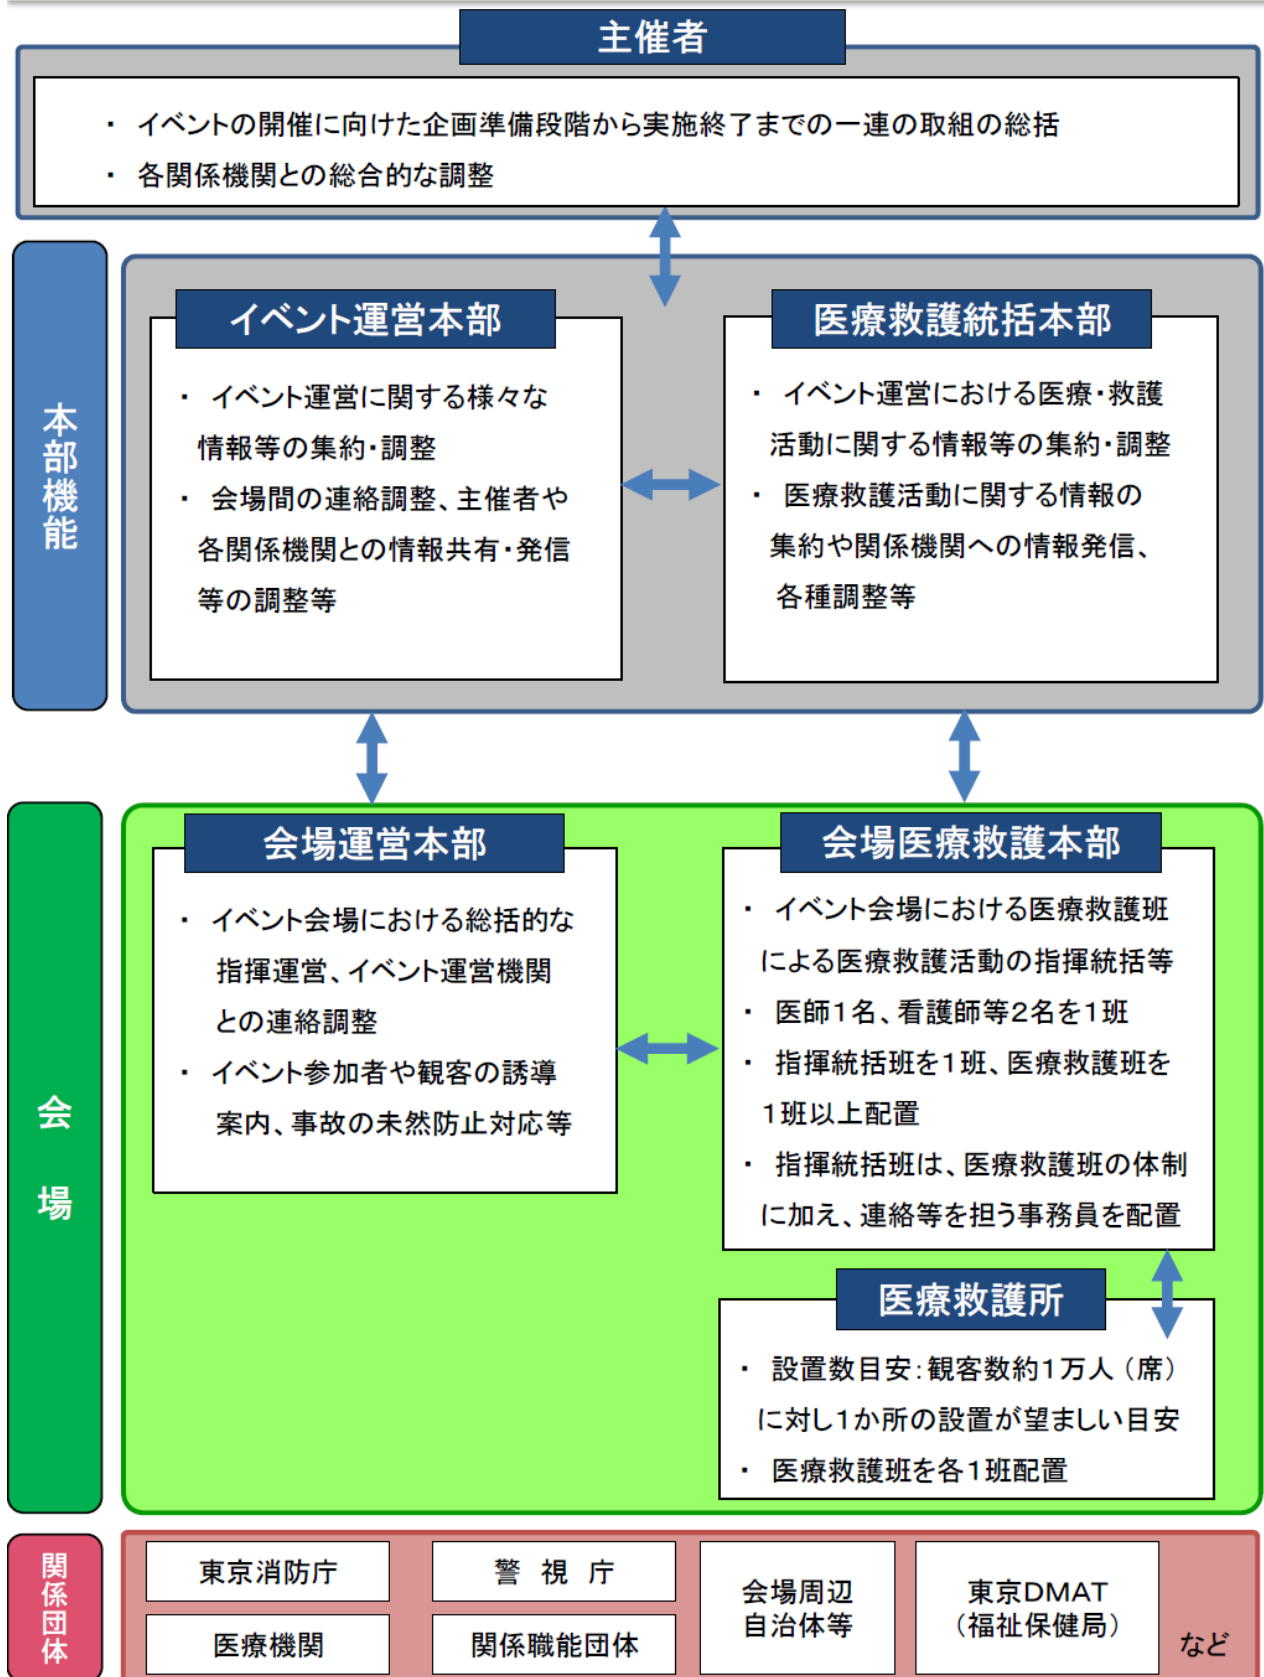 主催者
・ イベントの開催に向けた企画準備段階から実施終了までの一連の取組の総括
・ 各関係機関との総合的な調整
本部機能
イベント運営本部
・ イベント運営に関する様々な
情報等の集約・調整
・ 会場間の連絡調整、主催者や
各関係機関との情報共有・発信
等の調整等
医療救護統括本部
・ イベント運営における医療・救護
活動に関する情報等の集約・調整
・ 医療救護活動に関する情報の
集約や関係機関への情報発信、
各種調整等
会場
会場運営本部
・ イベント会場における総括的な
指揮運営、イベント運営機関
との連絡調整
・ イベント参加者や観客の誘導
案内、事故の未然防止対応等
会場医療救護本部
・ イベント会場における医療救護班
による医療救護活動の指揮統括等
・ 医師１名、看護師等２名を１班
・ 指揮統括班を１班、医療救護班を
１班以上配置
・ 指揮統括班は、医療救護班の体制
に加え、連絡等を担う事務員を配置
医療救護所
・ 設置数目安：観客数約１万人（席）
に対し１か所の設置が望ましい目安
・ 医療救護班を各１班配置
関係団体
東京消防庁
警 視 庁
医療機関
関係職能団体
会場周辺
自治体等
東京DMAT
（福祉保健局）
など